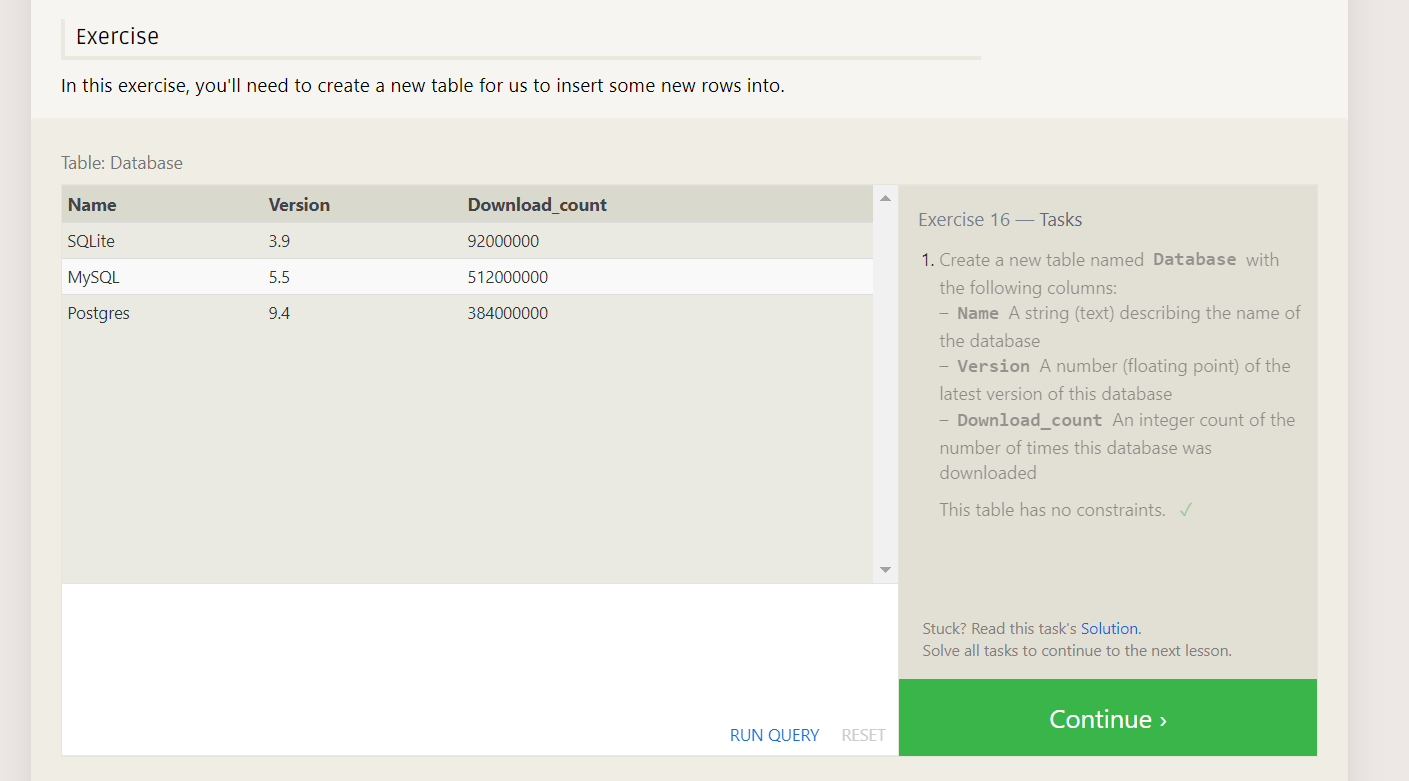 Exercise
In this exercise, you'll need to create a new table for us to insert some new rows into.
Table: Database
Name Version Download_count
SQLite 3.9 92000000
MySQL 5.5 512000000
Postgres 9.4 384000000
RUN QUERY RESET
Exercise 16 — Tasks
1. Create a new table named Database with
the following columns:
– Name A string (text) describing the name of
the database
– Version A number (floating point) of the
latest version of this database
– Download_count An integer count of the
number of times this database was
downloaded
This table has no constraints. ✓
Stuck? Read this task's Solution.
Solve all tasks to continue to the next lesson.
Continue ›